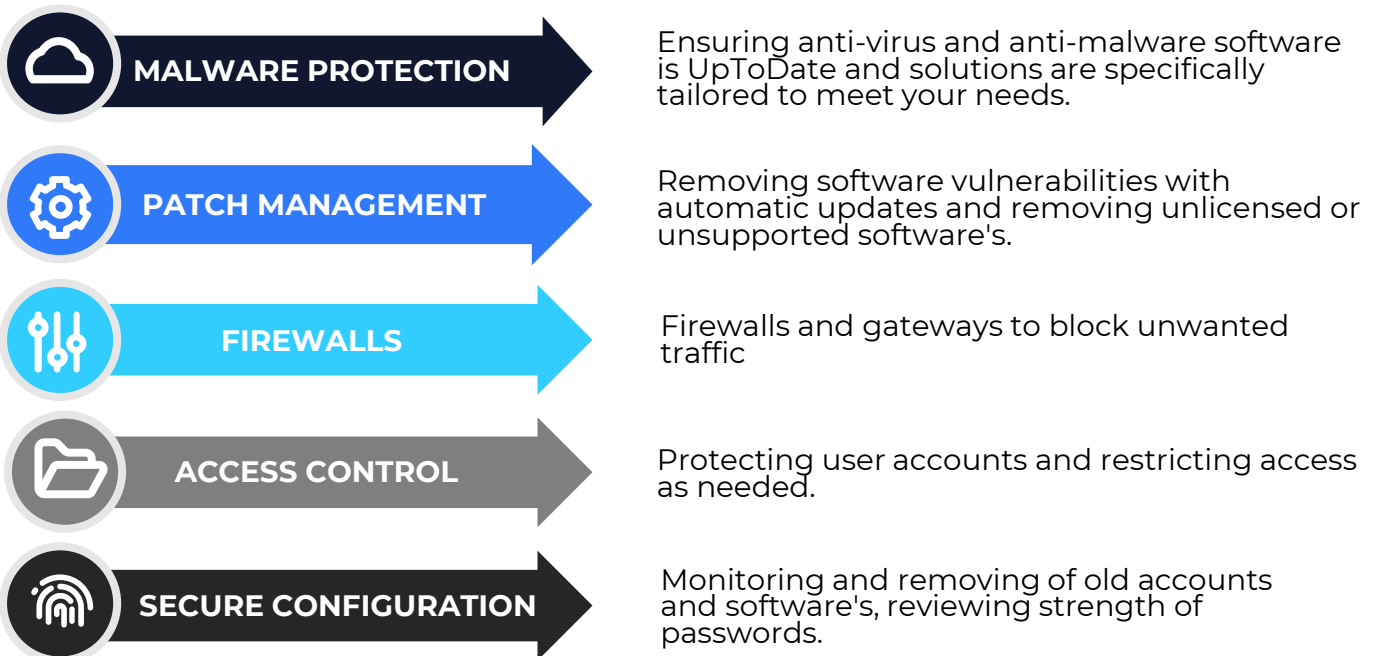 MALWARE PROTECTION
Ensuring anti-virus and anti-malware software
is UpToDate and solutions are specifically
tailored to meet your needs.
PATCH MANAGEMENT
Removing software vulnerabilities with
automatic updates and removing unlicensed or
unsupported software's.
FIREWALLS
Firewalls and gateways to block unwanted
traffic
ACCESS CONTROL
Protecting user accounts and restricting access
as needed.
SECURE CONFIGURATION
Monitoring and removing of old accounts
and software's, reviewing strength of
passwords.